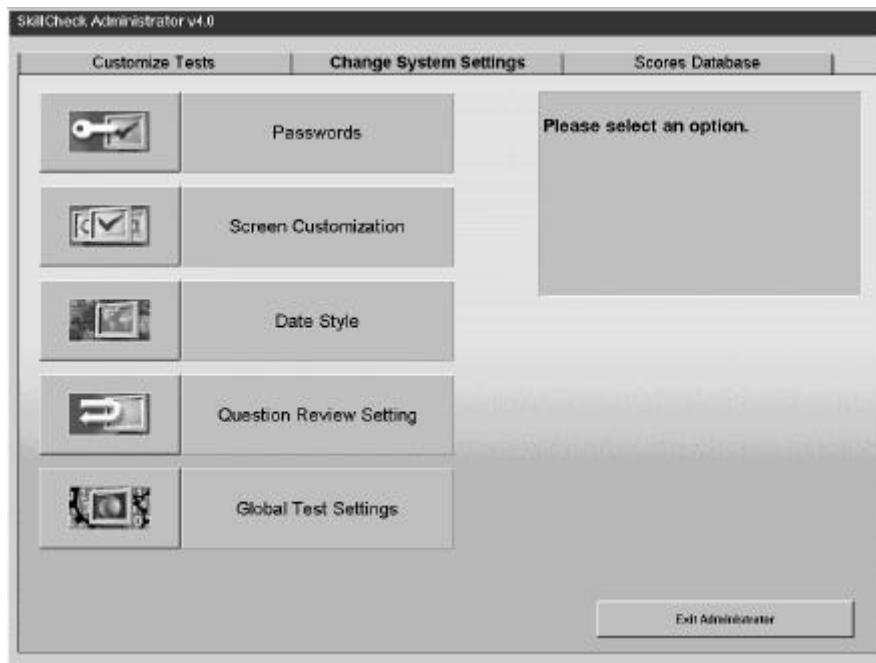 SkillCheck Administrator v4.0
Customize Tests Change System Settings Scores Database
Passwords
Please select an option.
Screen Customization
Date Style
Question Review Setting
Global Test Settings
Exit Administrator